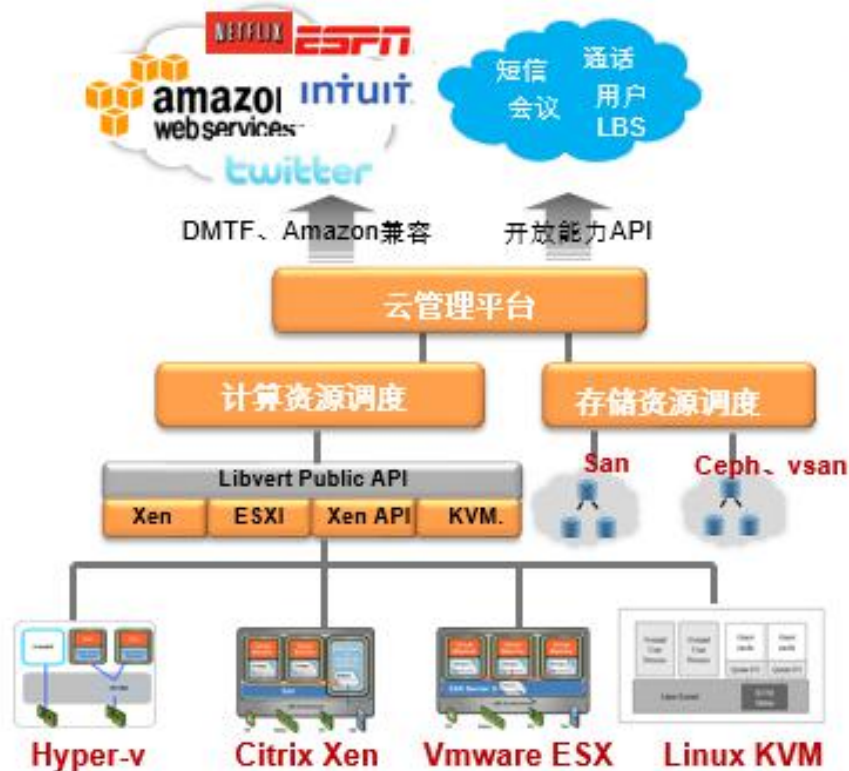 NETFLIX
ESPN
amazon
web services
intuit
twitter
短信
通话
会议
用户
LBS
DMTF、Amazon兼容
开放能力API
云管理平台
计算资源调度
存储资源调度
San
Ceph、vsan
Libvert Public API
Xen
ESXI
Xen API
KVM.
Hyper-v
Citrix Xen
Vmware ESX
Linux KVM